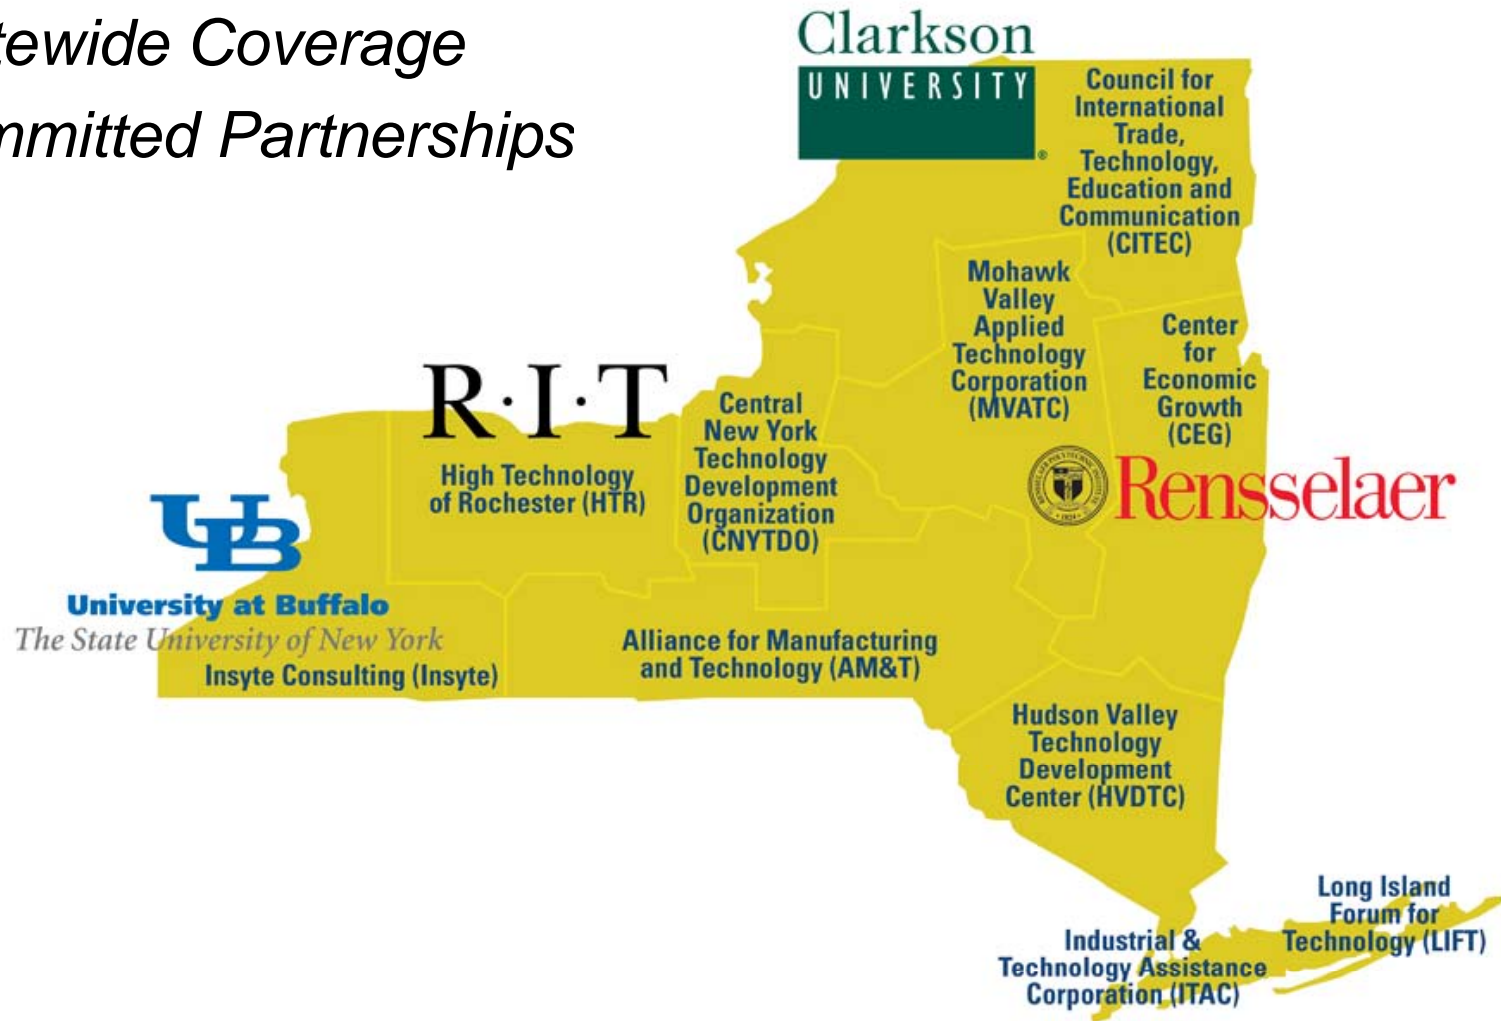 tewide Coverage
mmitted Partnerships
Clarkson
UNIVERSITY
®
Council for
International
Trade,
Technology,
Education and
Communication
(CITEC)
Mohawk
Valley
Applied
Technology
Corporation
(MVATC)
Center
for
Economic
Growth
(CEG)
R·I·T
High Technology
of Rochester (HTR)
Central
New York
Technology
Development
Organization
(CNYTDO)
Rensselaer
UB
University at Buffalo
The State University of New York
Insyte Consulting (Insyte)
Alliance for Manufacturing
and Technology (AM&T)
Hudson Valley
Technology
Development
Center (HVDTC)
Long Island
Forum for
Technology (LIFT)
Industrial &
Technology Assistance
Corporation (ITAC)